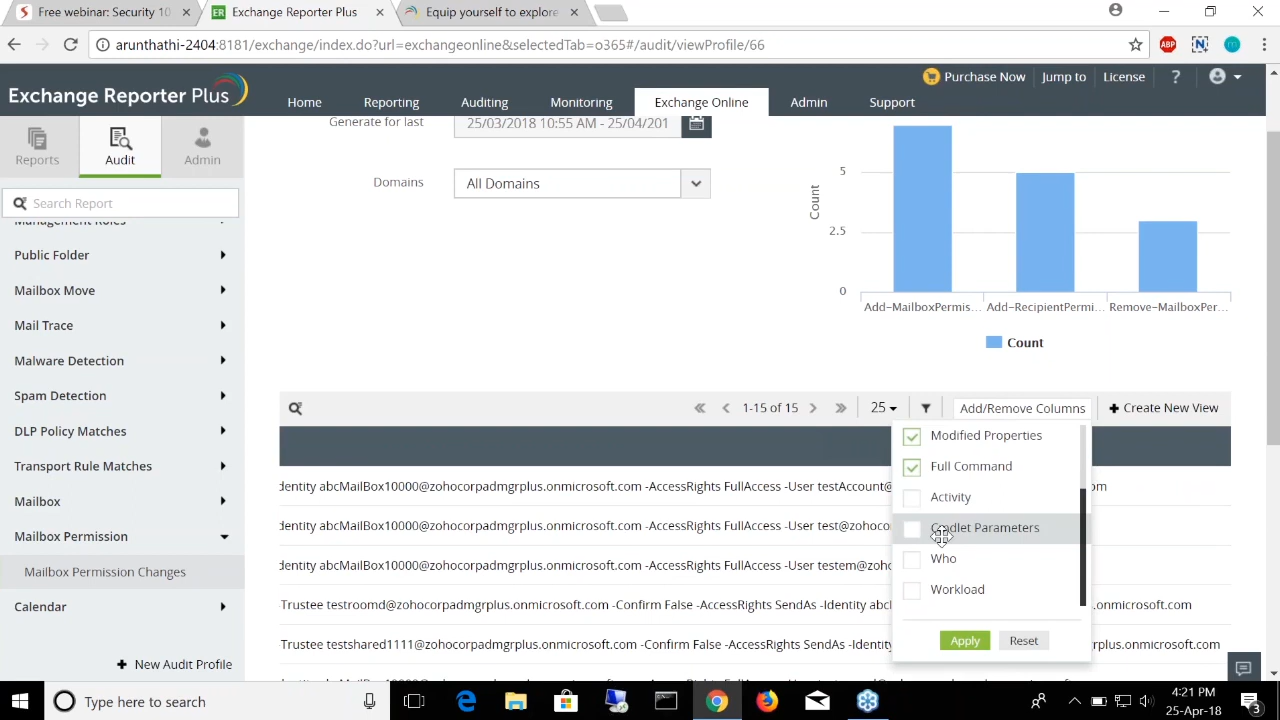 Free webinar: Security 10
Exchange Reporter Plus
Equip yourself to explore
arunthathi-2404:8181/exchange/index.do?url=exchangeonline&selectedTab=o365#/audit/viewProfile/66
Purchase Now
Jump to
License
?
Exchange Reporter Plus
Home
Reporting
Auditing
Monitoring
Exchange Online
Admin
Support
Reports
Audit
Admin
Search Report
Management Roles
Public Folder
Mailbox Move
Mail Trace
Malware Detection
Spam Detection
DLP Policy Matches
Transport Rule Matches
Mailbox
Mailbox Permission
Mailbox Permission Changes
Calendar
New Audit Profile
Generate for last
25/03/2018 10:55 AM - 25/04/201
Domains
All Domains
Count
5
2.5
0
Add-MailboxPermis...
Add-RecipientPermi...
Remove-MailboxPer...
Count
1-15 of 15
25
Add/Remove Columns
Create New View
Modified Properties
Full Command
Activity
Parameters
Who
Workload
Apply
Reset
dentity abcMailBox10000@zohocorpadmgrplus.onmicrosoft.com -AccessRights FullAccess -User testAccount@
dentity abcMailBox10000@zohocorpadmgrplus.onmicrosoft.com -AccessRights FullAccess -User test@zohoco
dentity abcMailBox10000@zohocorpadmgrplus.onmicrosoft.com -AccessRights FullAccess -User testem@zoho
Trustee testroomd@zohocorpadmgrplus.onmicrosoft.com -Confirm False -AccessRights SendAs -Identity abc
Trustee testshared1111@zohocorpadmgrplus.onmicrosoft.com -Confirm False -AccessRights SendAs -Identity
Type here to search
4:21 PM
25-Apr-18
3